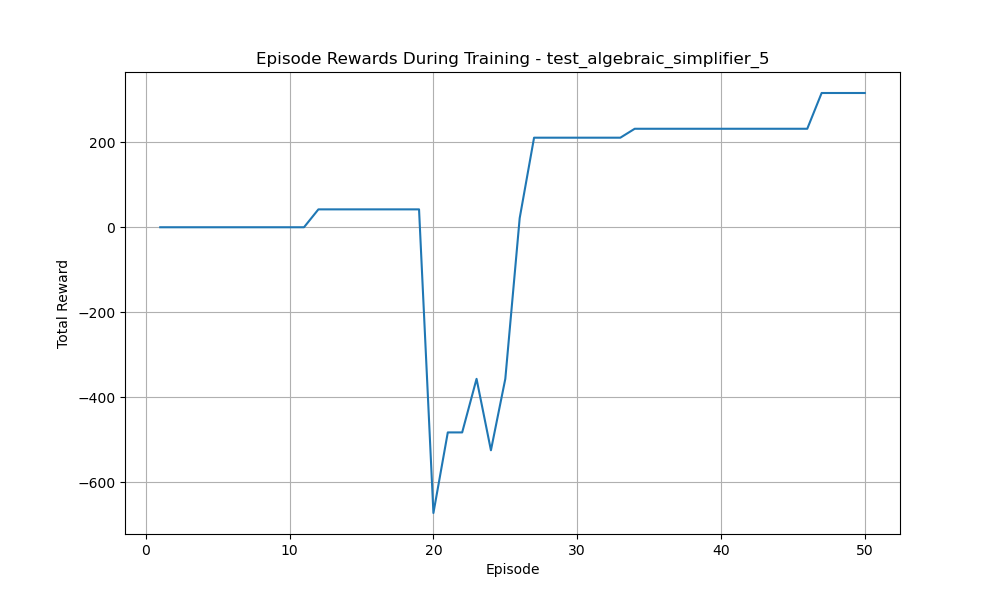 Episode Rewards During Training - test_algebraic_simplifier_5
Total Reward
200
0
−200
−400
−600
0 10 20 30 40 50
Episode